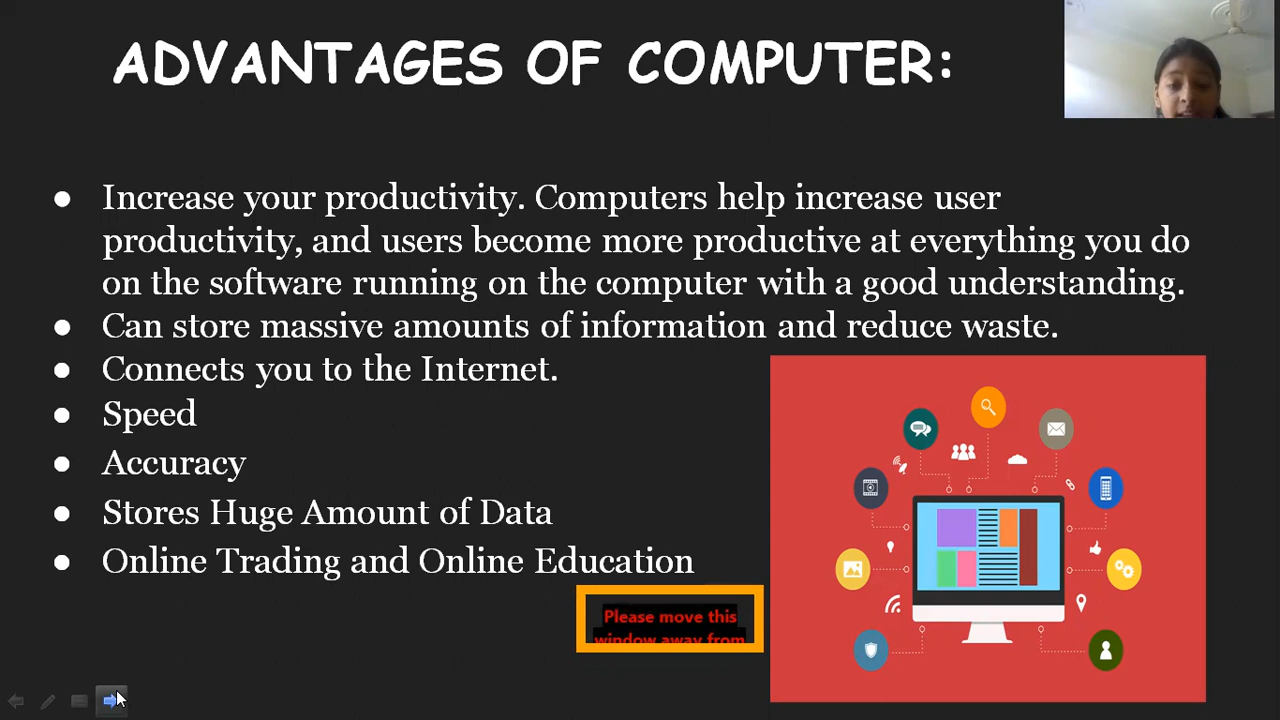 ADVANTAGES OF COMPUTER:
● Increase your productivity. Computers help increase user
productivity, and users become more productive at everything you do
on the software running on the computer with a good understanding.
● Can store massive amounts of information and reduce waste.
● Connects you to the Internet.
● Speed
● Accuracy
● Stores Huge Amount of Data
● Online Trading and Online Education
Please move this
window away from